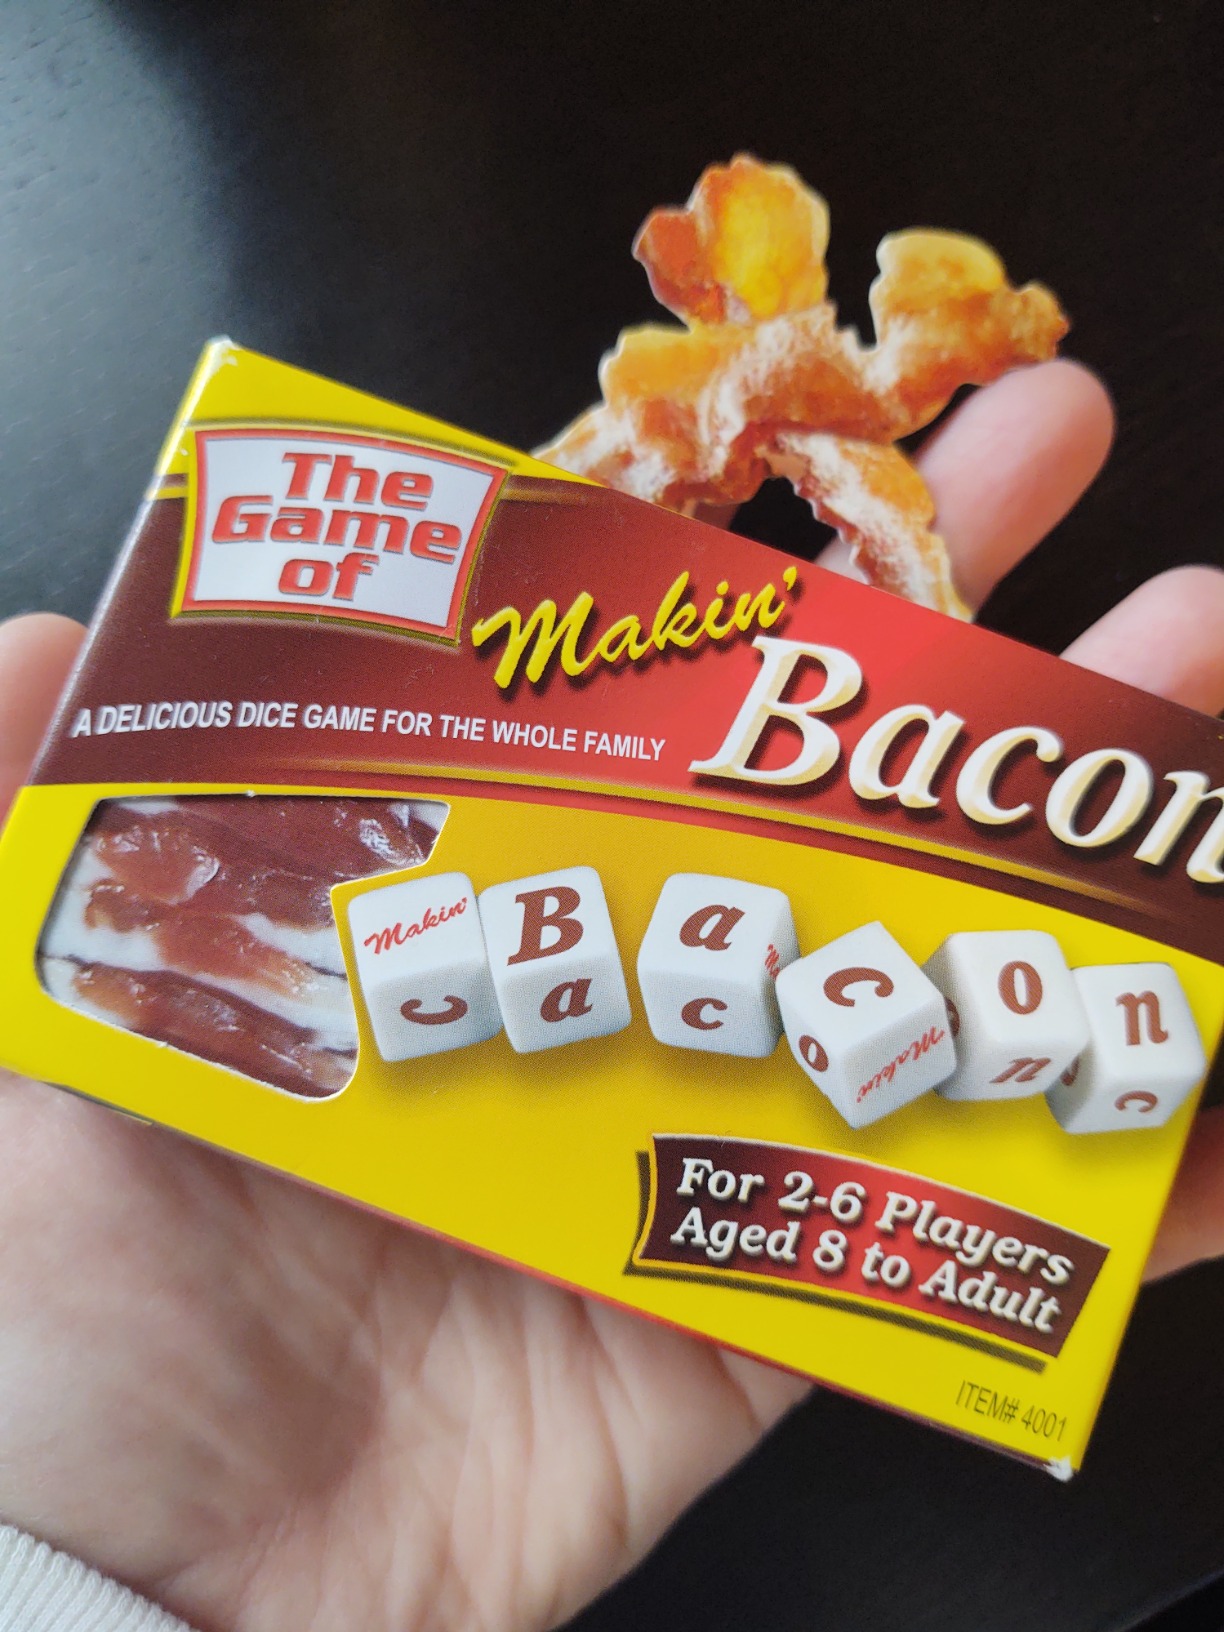 The
Game
of
Makin'
Bacon
A DELICIOUS DICE GAME FOR THE WHOLE FAMILY
Makin' B a C o n
C a c o Makin' n c
For 2-6 Players
Aged 8 to Adult
ITEM# 4001